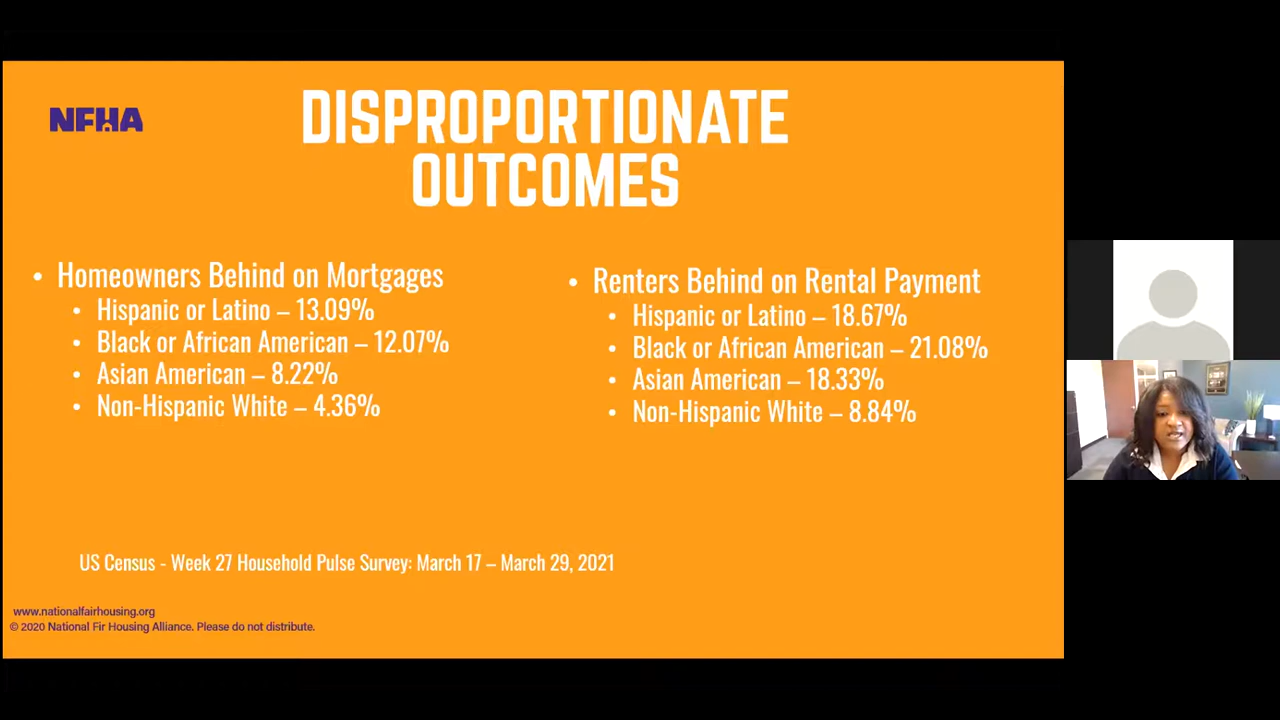 NFHA
DISPROPORTIONATE
OUTCOMES
• Homeowners Behind on Mortgages
• Hispanic or Latino – 13.09%
• Black or African American – 12.07%
• Asian American – 8.22%
• Non-Hispanic White – 4.36%
• Renters Behind on Rental Payment
• Hispanic or Latino – 18.67%
• Black or African American – 21.08%
• Asian American – 18.33%
• Non-Hispanic White – 8.84%
US Census - Week 27 Household Pulse Survey: March 17 – March 29, 2021
www.nationalfairhousing.org
© 2020 National Fir Housing Alliance. Please do not distribute.